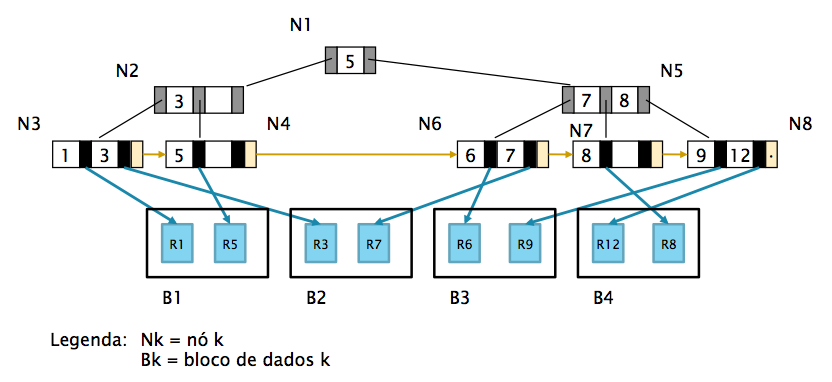 N1
5
N2
N5
3
7 8
N3
N4
N6
N7
N8
1 3
5
6 7
8
9 12
R1 R5
R3 R7
R6 R9
R12 R8
B1
B2
B3
B4
Legenda: Nk = nó k
Bk = bloco de dados k